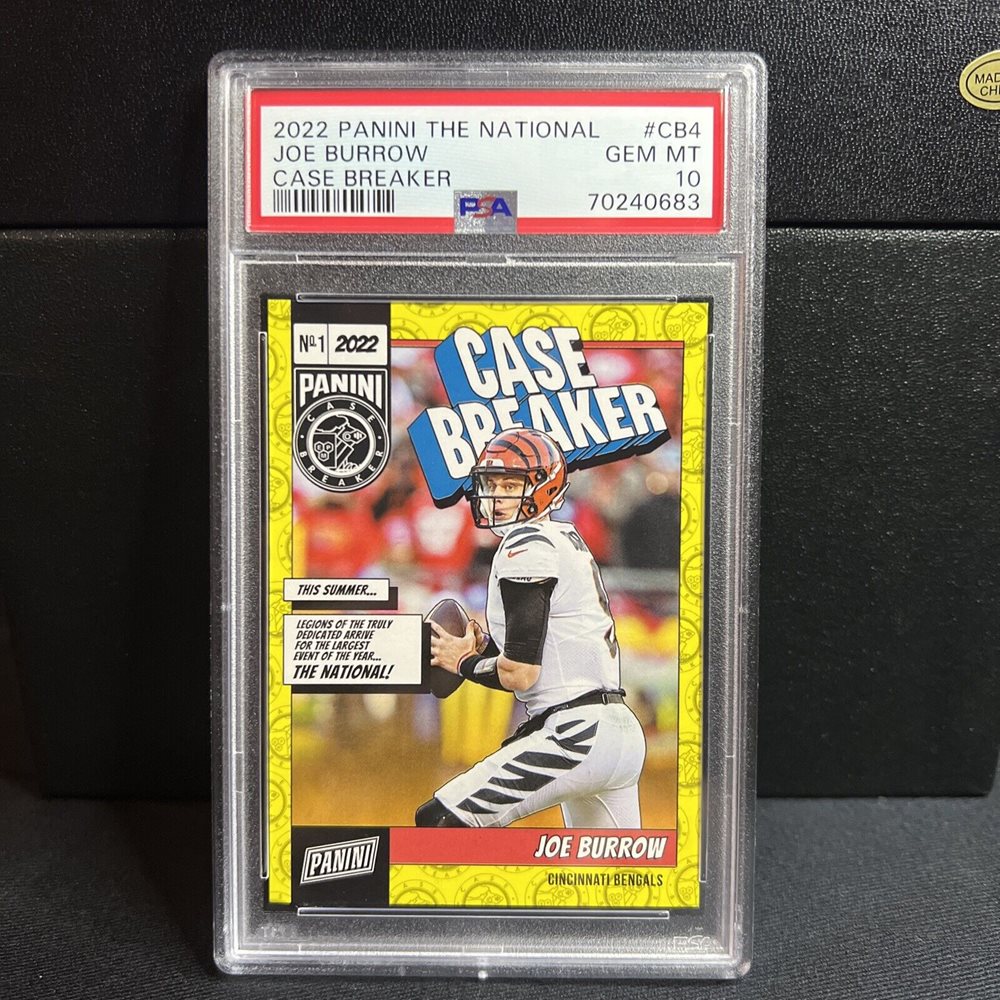 2022 PANINI THE NATIONAL #CB4
JOE BURROW GEM MT
CASE BREAKER 10
PSA 70240683
Nº.1 2022
PANINI
CASE
BREAKER
CASE
BREAKER
THIS SUMMER...
LEGIONS OF THE TRULY
DEDICATED ARRIVE
FOR THE LARGEST
EVENT OF THE YEAR...
THE NATIONAL!
PANINI
JOE BURROW
CINCINNATI BENGALS